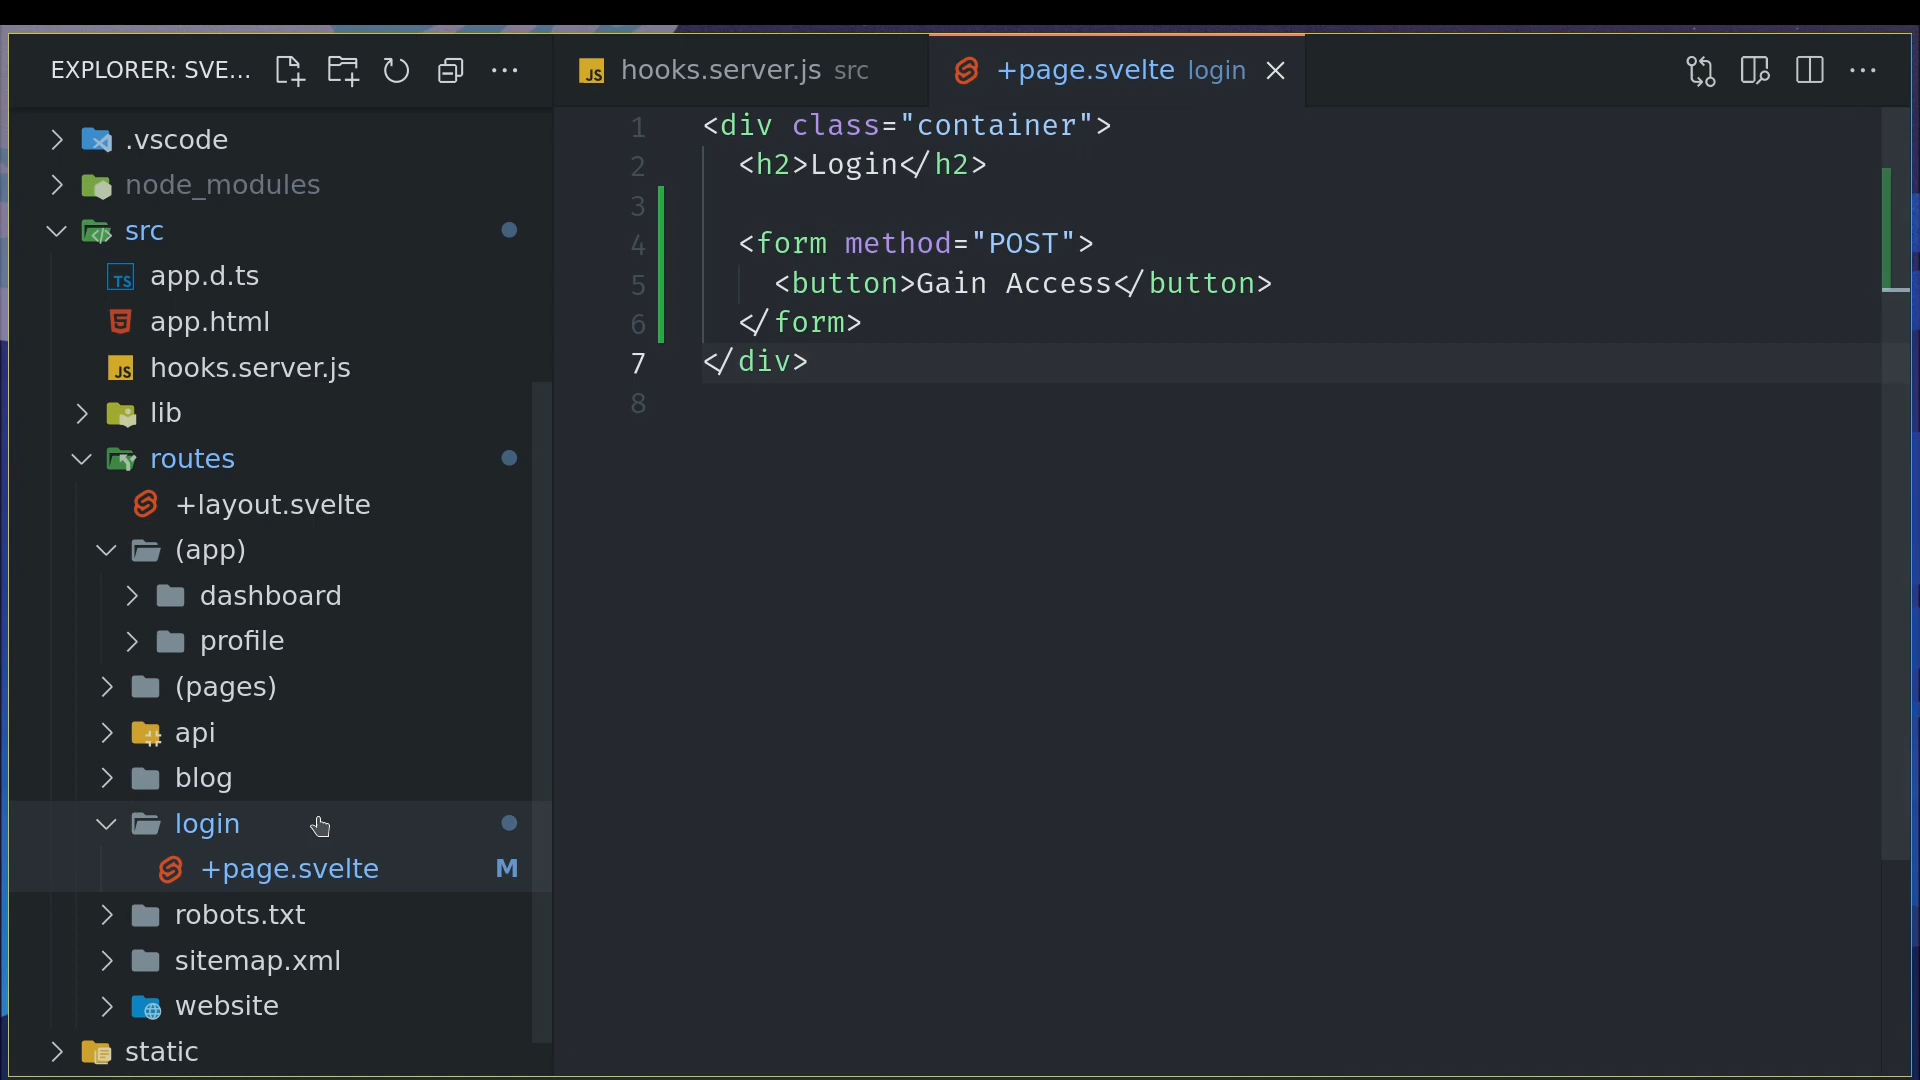 EXPLORER: SVE...
.vscode
node_modules
src
TS app.d.ts
app.html
JS hooks.server.js
lib
routes
+layout.svelte
(app)
dashboard
profile
(pages)
api
blog
login
+page.svelte M
robots.txt
sitemap.xml
website
static
JS hooks.server.js src
+page.svelte login
1 <div class="container">
2 <h2>Login</h2>
3
4 <form method="POST">
5 <button>Gain Access</button>
6 </form>
7 </div>
8